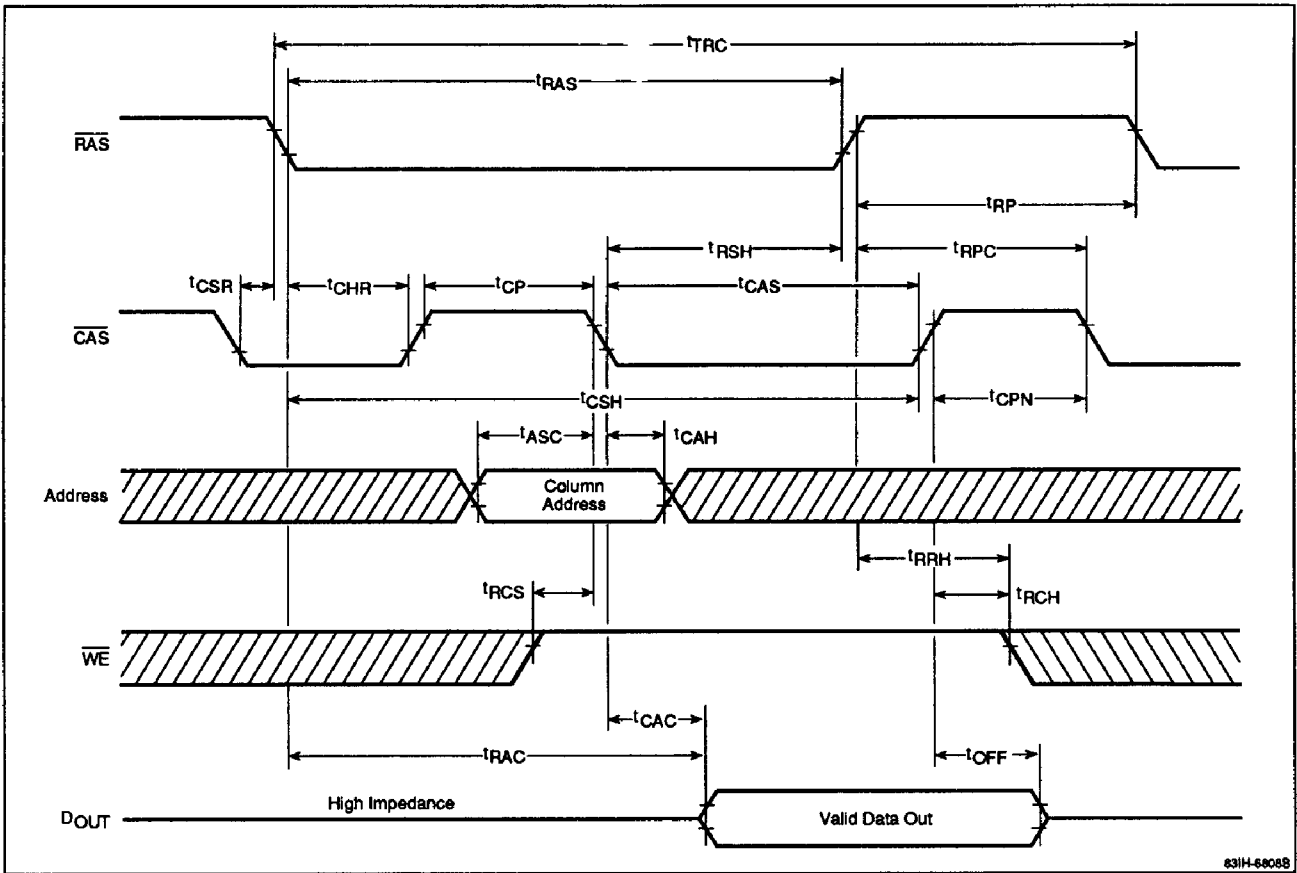 tTRC
tRAS
RAS
tRP
tRSH
tRPC
tCSR
tCHR
tCP
tCAS
CAS
tCSH
tCPN
tASC
tCAH
Address
Column
Address
tRRH
tRCS
tRCH
WE
tCAC
tRAC
tOFF
High Impedance
DOUT
Valid Data Out
83IH-6808B